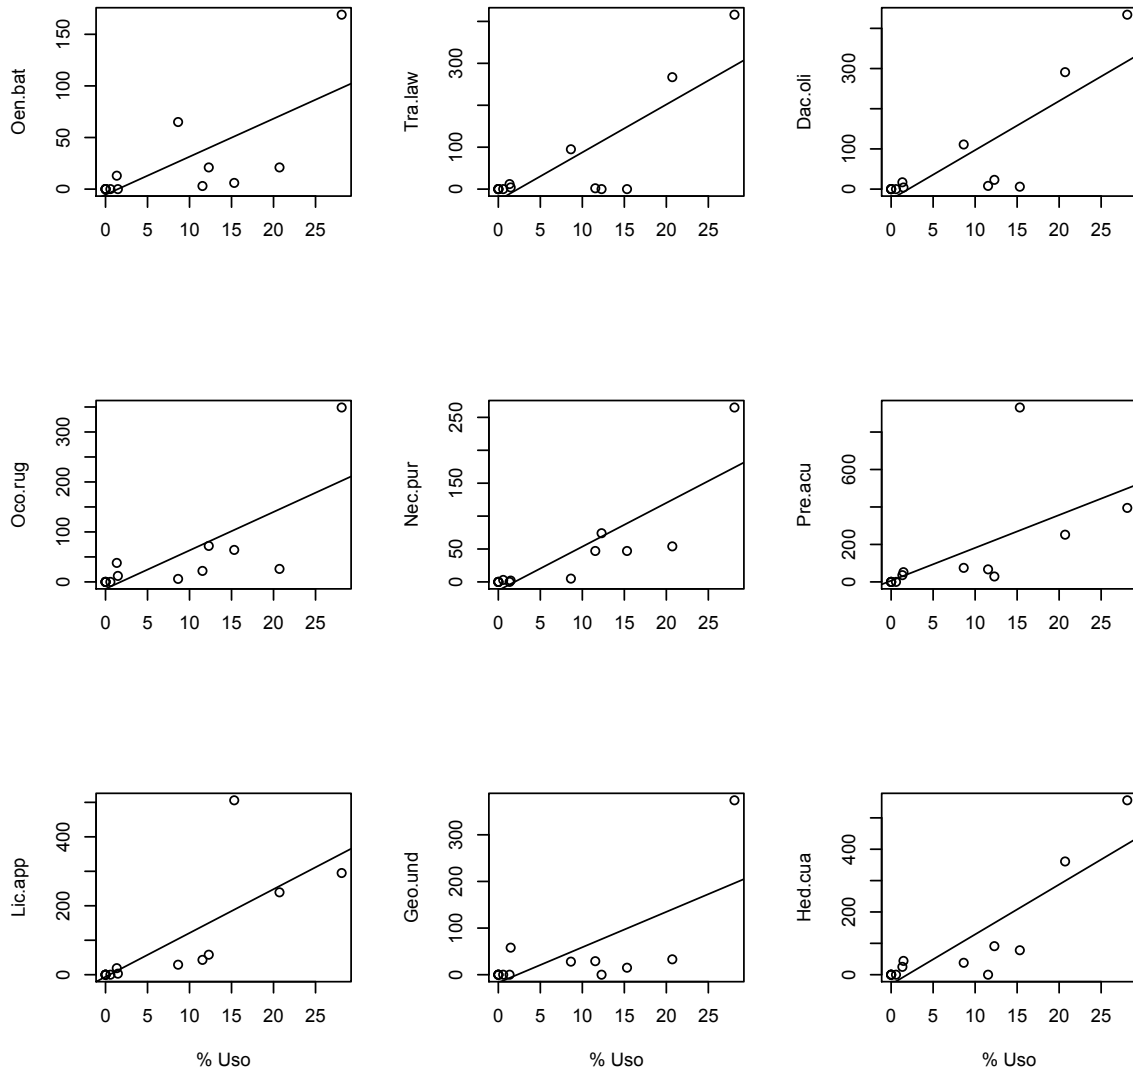 Oen.bat
0 50 100 150
0 5 10 15 20 25
Tra.law
0 100 300
0 5 10 15 20 25
Dac.oli
0 100 300
0 5 10 15 20 25
Oco.rug
0 100 200 300
0 5 10 15 20 25
Nec.pur
0 50 150 250
0 5 10 15 20 25
Pre.acu
0 200 600
0 5 10 15 20 25
Lic.app
0 200 400
0 5 10 15 20 25
% Uso
Geo.und
0 100 200 300
0 5 10 15 20 25
% Uso
Hed.cua
0 200 400
0 5 10 15 20 25
% Uso